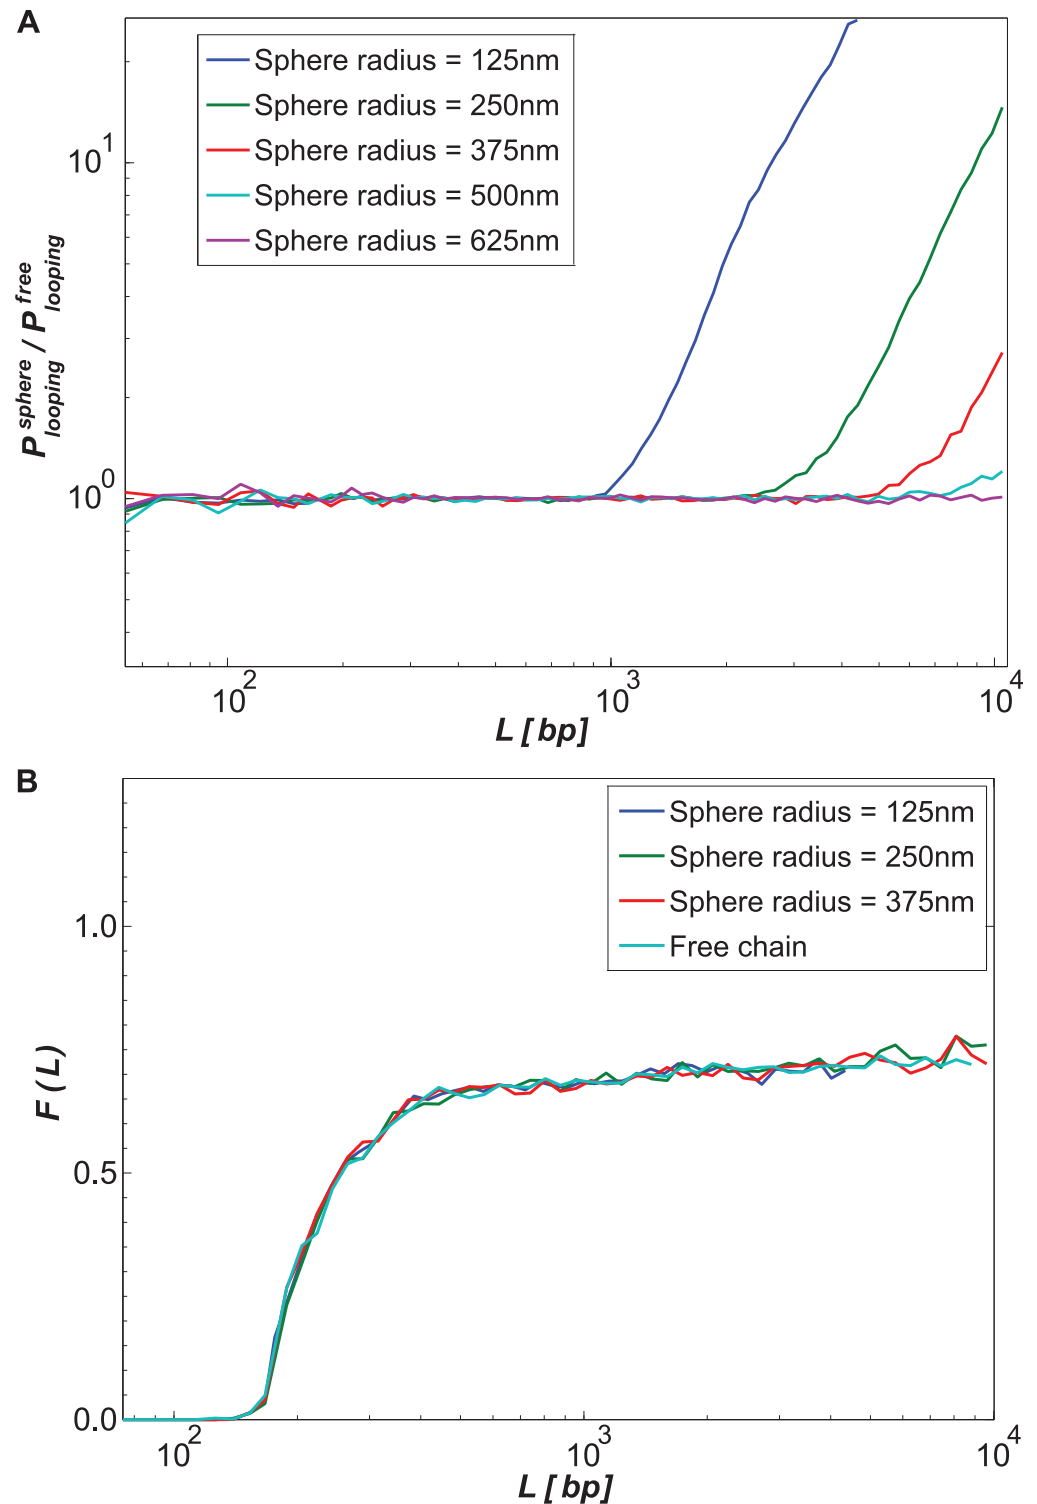 A
Sphere radius = 125nm
Sphere radius = 250nm
Sphere radius = 375nm
Sphere radius = 500nm
Sphere radius = 625nm
10^1
10^0
P^sphere_looping / P^free_looping
10^2
10^3
10^4
L [ bp]
B
Sphere radius = 125nm
Sphere radius = 250nm
Sphere radius = 375nm
Free chain
1.0
0.5
0.0
F ( L)
10^2
10^3
10^4
L [ bp]